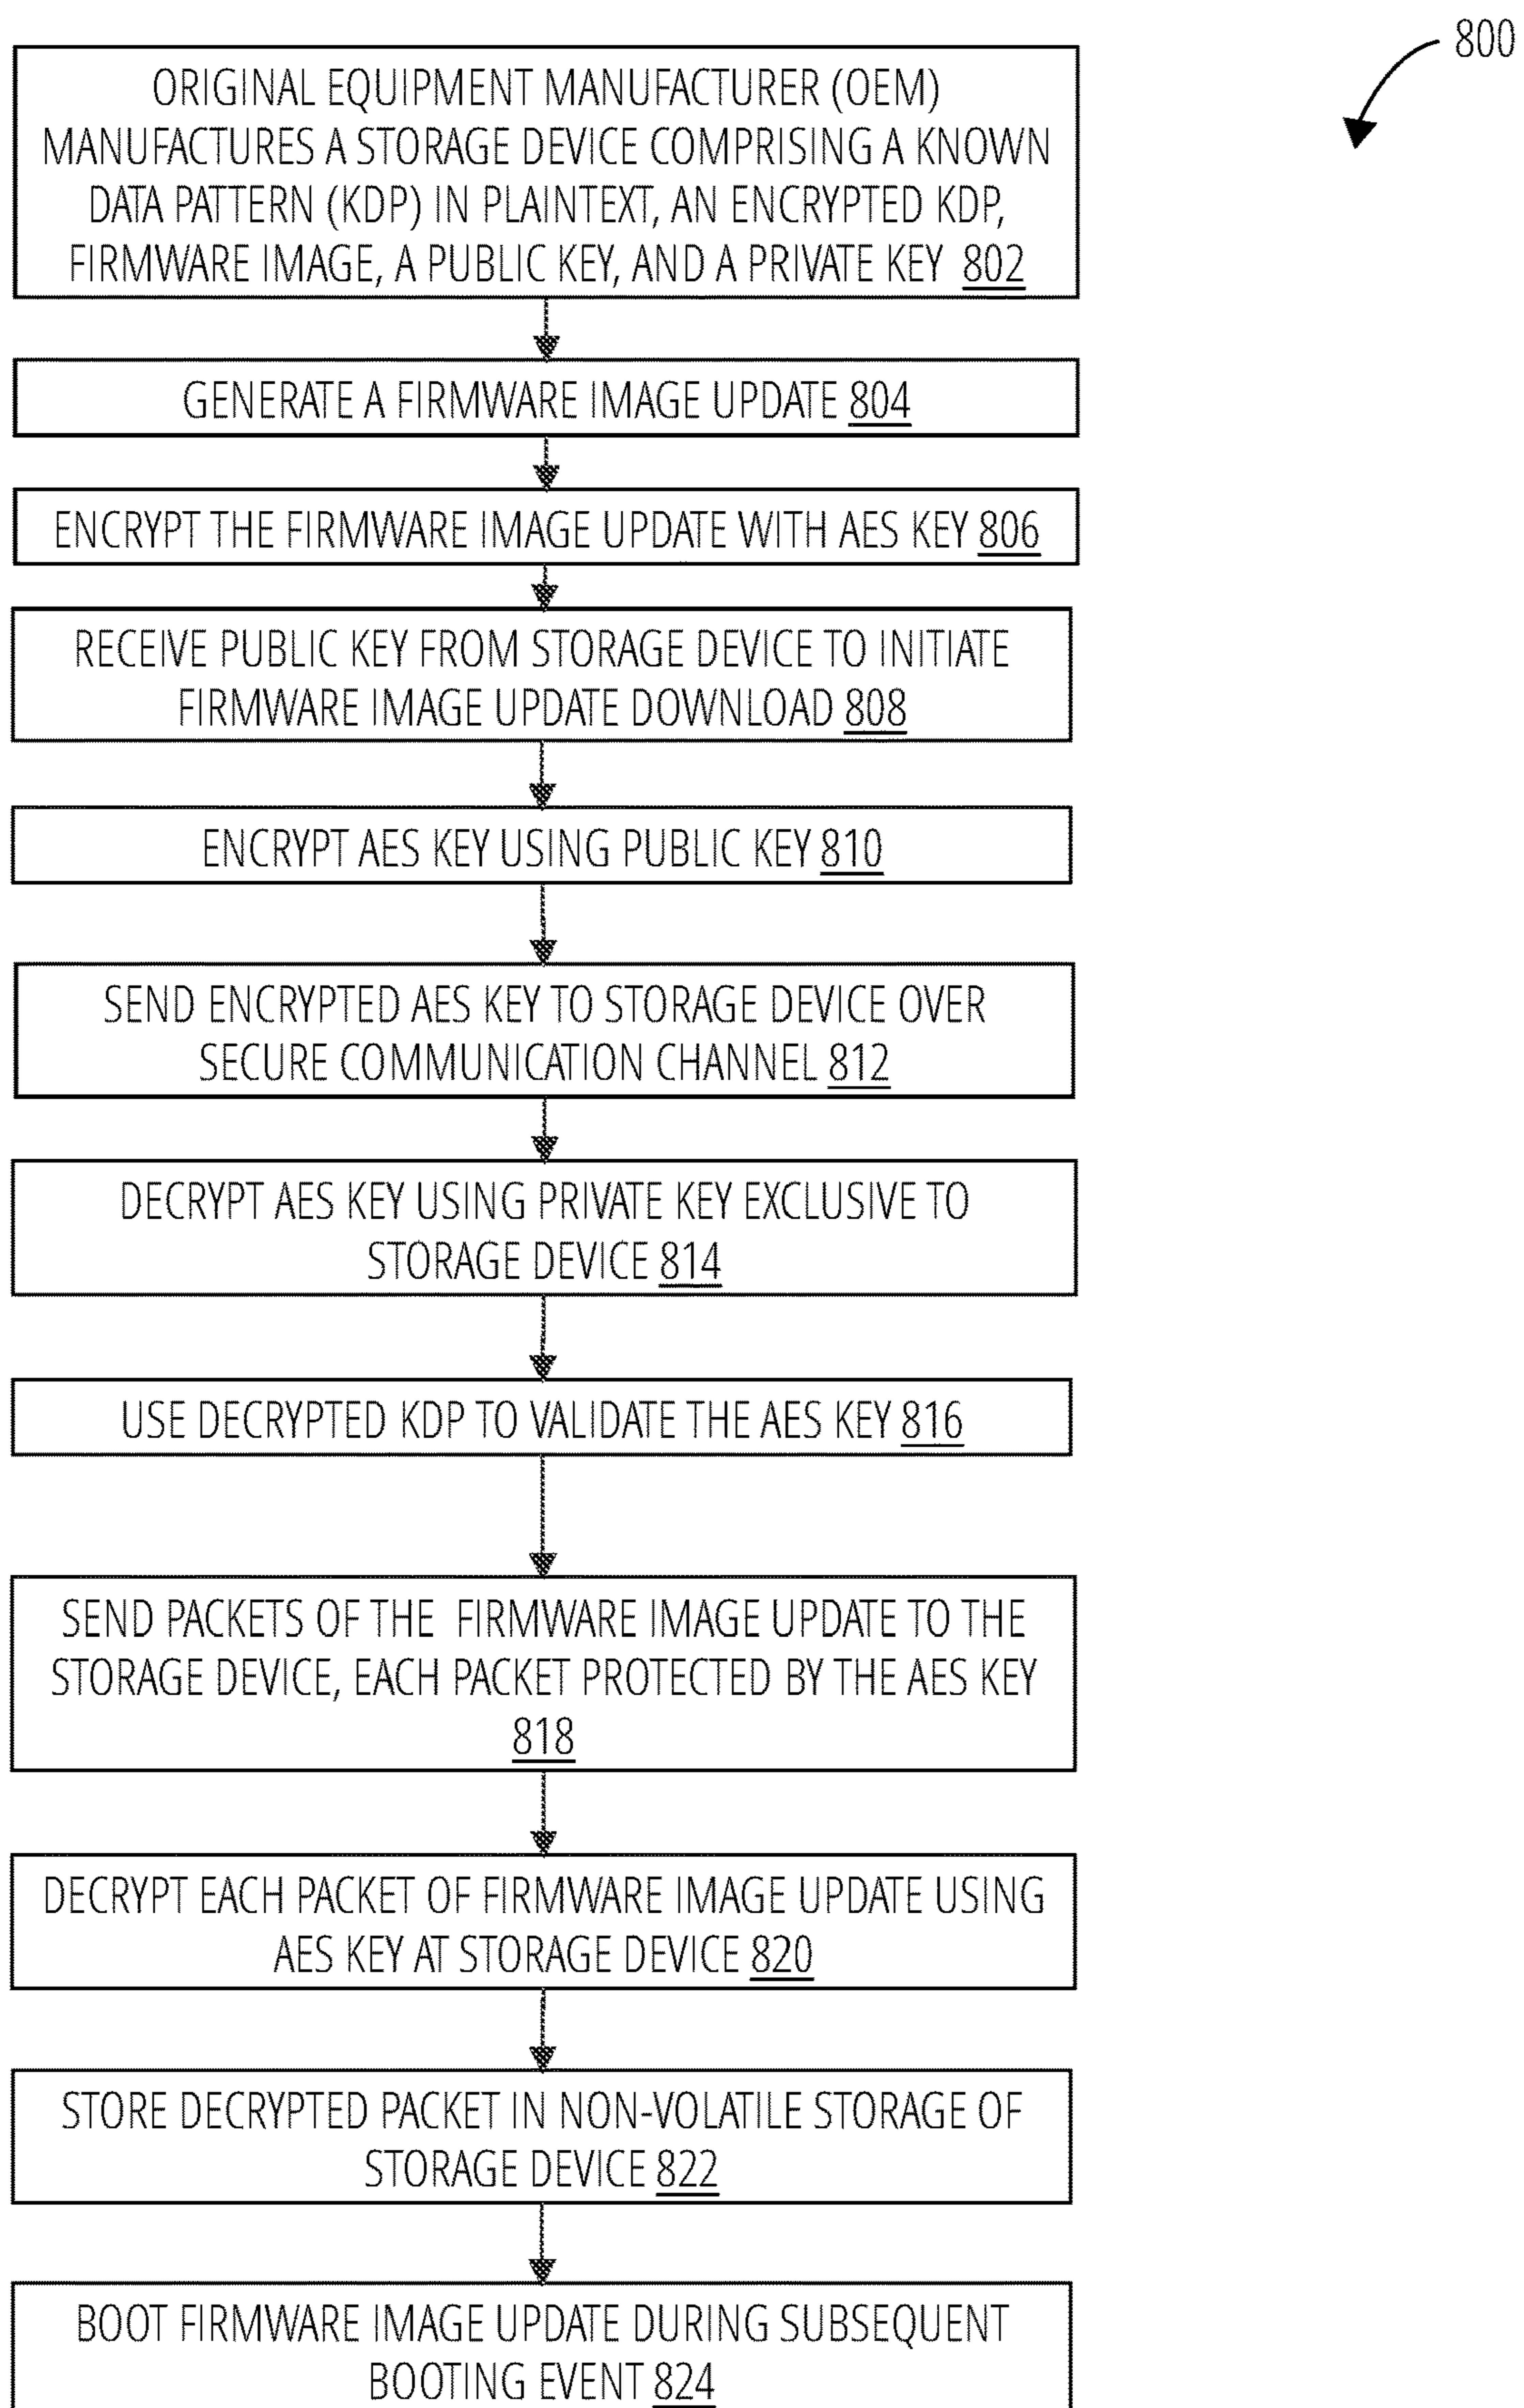 800
ORIGINAL EQUIPMENT MANUFACTURER (OEM)
MANUFACTURES A STORAGE DEVICE COMPRISING A KNOWN
DATA PATTERN (KDP) IN PLAINTEXT, AN ENCRYPTED KDP,
FIRMWARE IMAGE, A PUBLIC KEY, AND A PRIVATE KEY 802
GENERATE A FIRMWARE IMAGE UPDATE 804
ENCRYPT THE FIRMWARE IMAGE UPDATE WITH AES KEY 806
RECEIVE PUBLIC KEY FROM STORAGE DEVICE TO INITIATE
FIRMWARE IMAGE UPDATE DOWNLOAD 808
ENCRYPT AES KEY USING PUBLIC KEY 810
SEND ENCRYPTED AES KEY TO STORAGE DEVICE OVER
SECURE COMMUNICATION CHANNEL 812
DECRYPT AES KEY USING PRIVATE KEY EXCLUSIVE TO
STORAGE DEVICE 814
USE DECRYPTED KDP TO VALIDATE THE AES KEY 816
SEND PACKETS OF THE FIRMWARE IMAGE UPDATE TO THE
STORAGE DEVICE, EACH PACKET PROTECTED BY THE AES KEY
818
DECRYPT EACH PACKET OF FIRMWARE IMAGE UPDATE USING
AES KEY AT STORAGE DEVICE 820
STORE DECRYPTED PACKET IN NON-VOLATILE STORAGE OF
STORAGE DEVICE 822
BOOT FIRMWARE IMAGE UPDATE DURING SUBSEQUENT
BOOTING EVENT 824